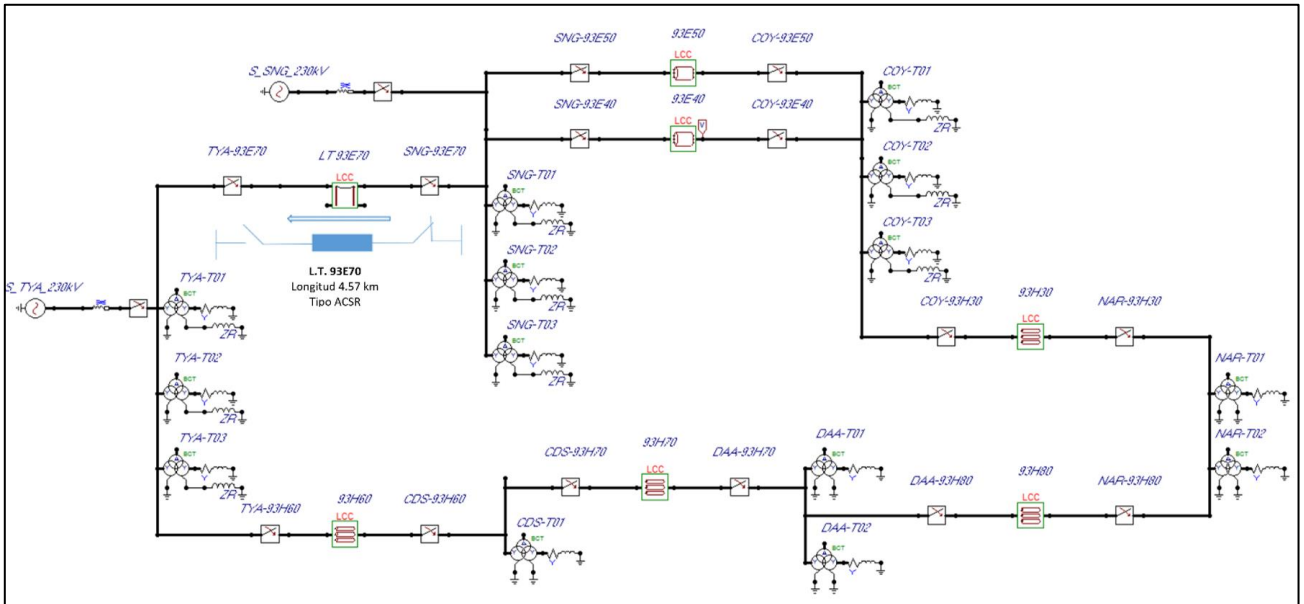 SNG-93E50
93E50
COY-93E50
LCC
S_SNG_230kV
COY-T01
BCT
Y
ZR
SNG-93E40
93E40
COY-93E40
LCC
V
TYA-93E70
LT 93E70
SNG-93E70
LCC
COY-T02
BCT
Y
ZR
SNG-T01
BCT
Y
ZR
COY-T03
BCT
Y
ZR
L.T. 93E70
Longitud 4.57 km
Tipo ACSR
SNG-T02
BCT
Y
ZR
S_TYA_230kV
TYA-T01
BCT
Y
ZR
COY-93H30
93H30
NAR-93H30
LCC
SNG-T03
BCT
Y
ZR
TYA-T02
BCT
Y
ZR
NAR-T01
BCT
Y
TYA-T03
BCT
Y
ZR
CDS-93H70
93H70
DAA-93H70
LCC
DAA-T01
BCT
Y
NAR-T02
BCT
Y
DAA-93H80
93H80
NAR-93H80
LCC
TYA-93H60
93H60
CDS-93H60
LCC
CDS-T01
BCT
Y
DAA-T02
BCT
Y